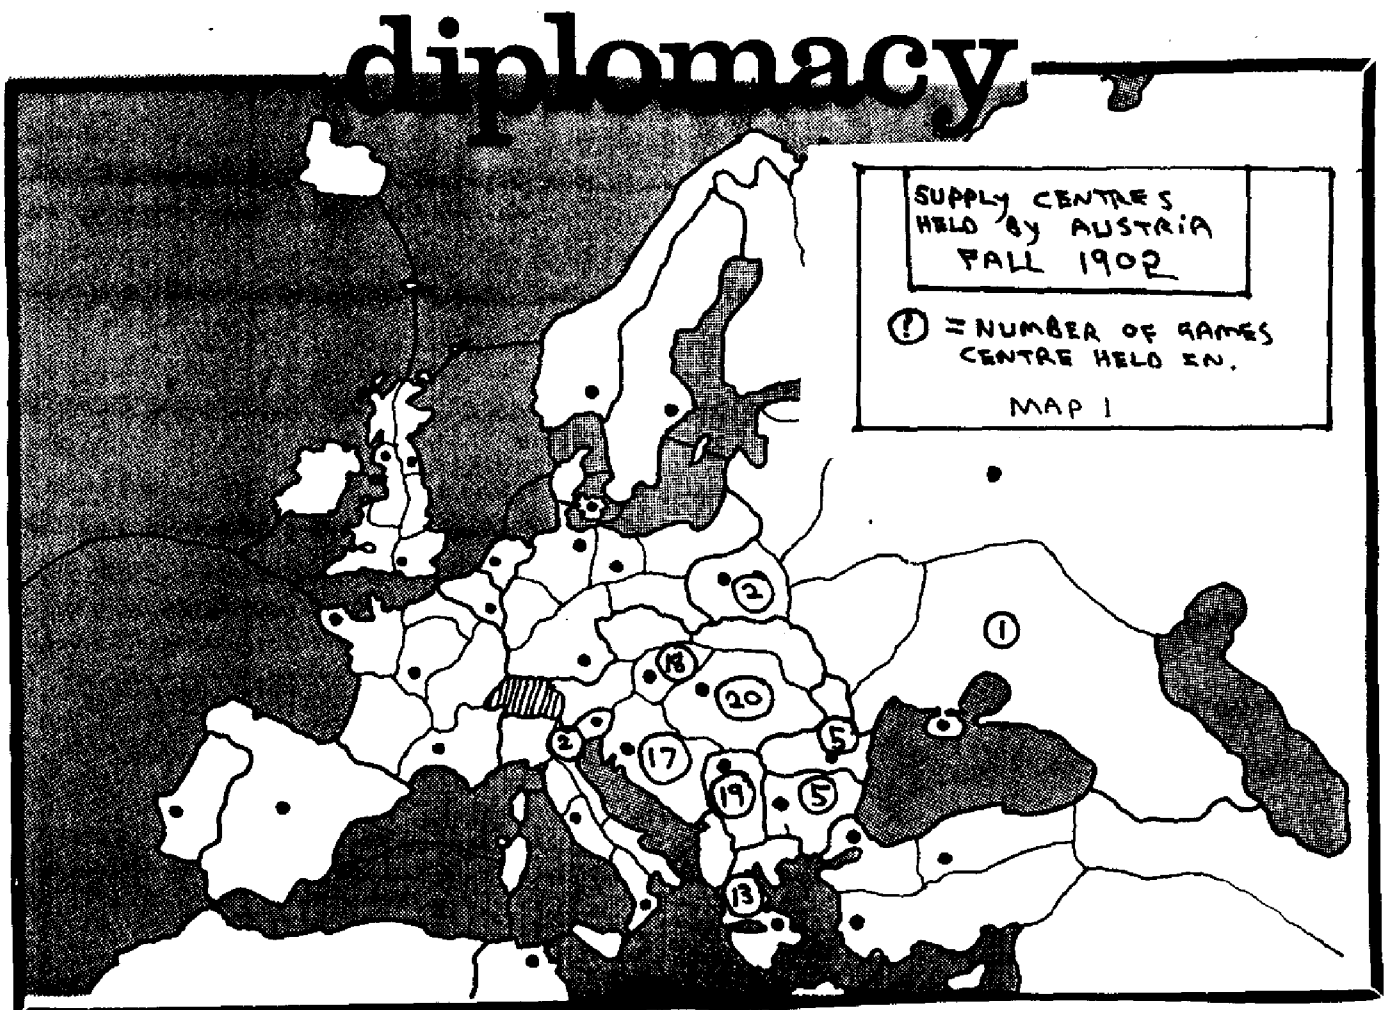 diplomacy
SUPPLY CENTRES
HELD BY AUSTRIA
FALL 1902
(?) = NUMBER OF GAMES
CENTRE HELD IN.
MAP 1
2
1
18
20
2
17
5
19
5
13